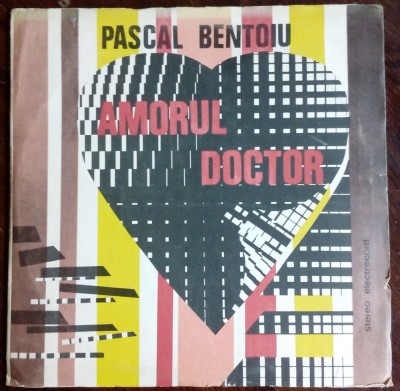 PASCAL BENTOIU
AMORUL
DOCTOR
stereo electrecord